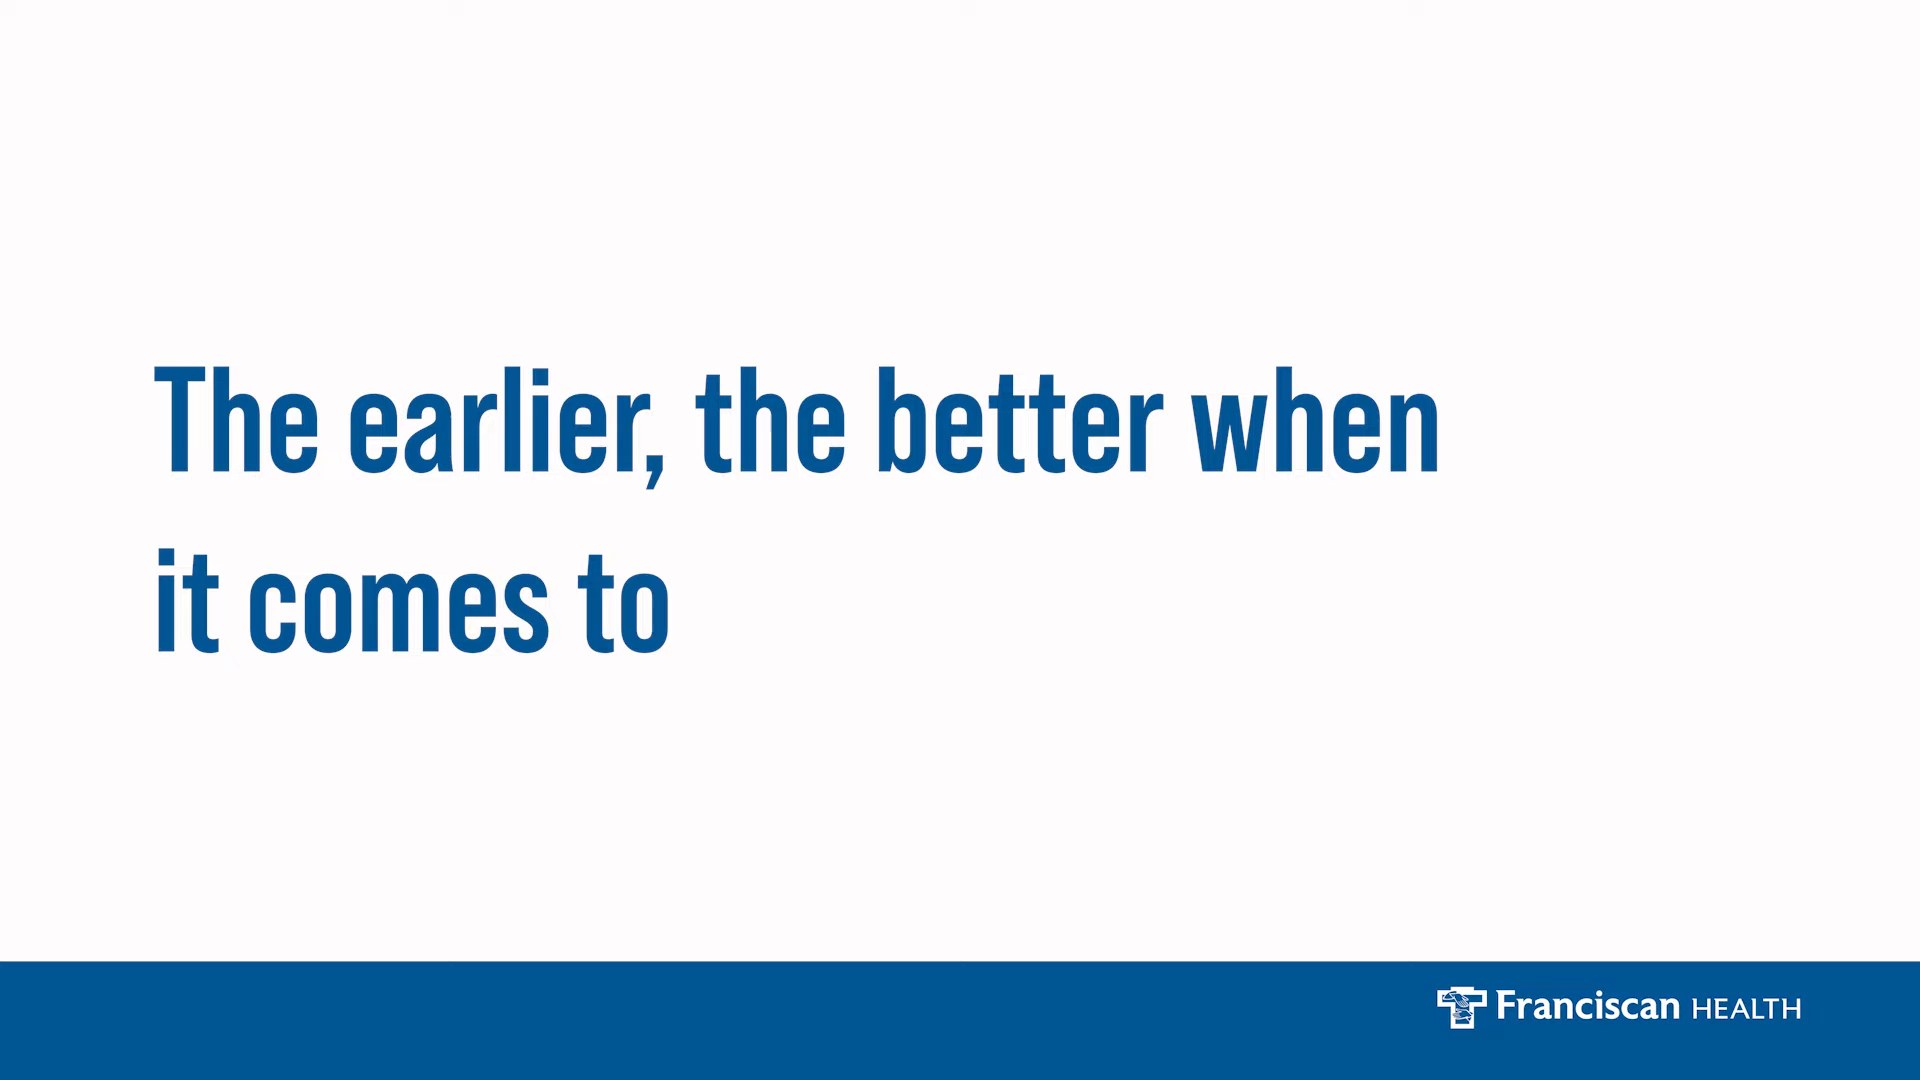 The earlier, the better when
it comes to
Franciscan HEALTH